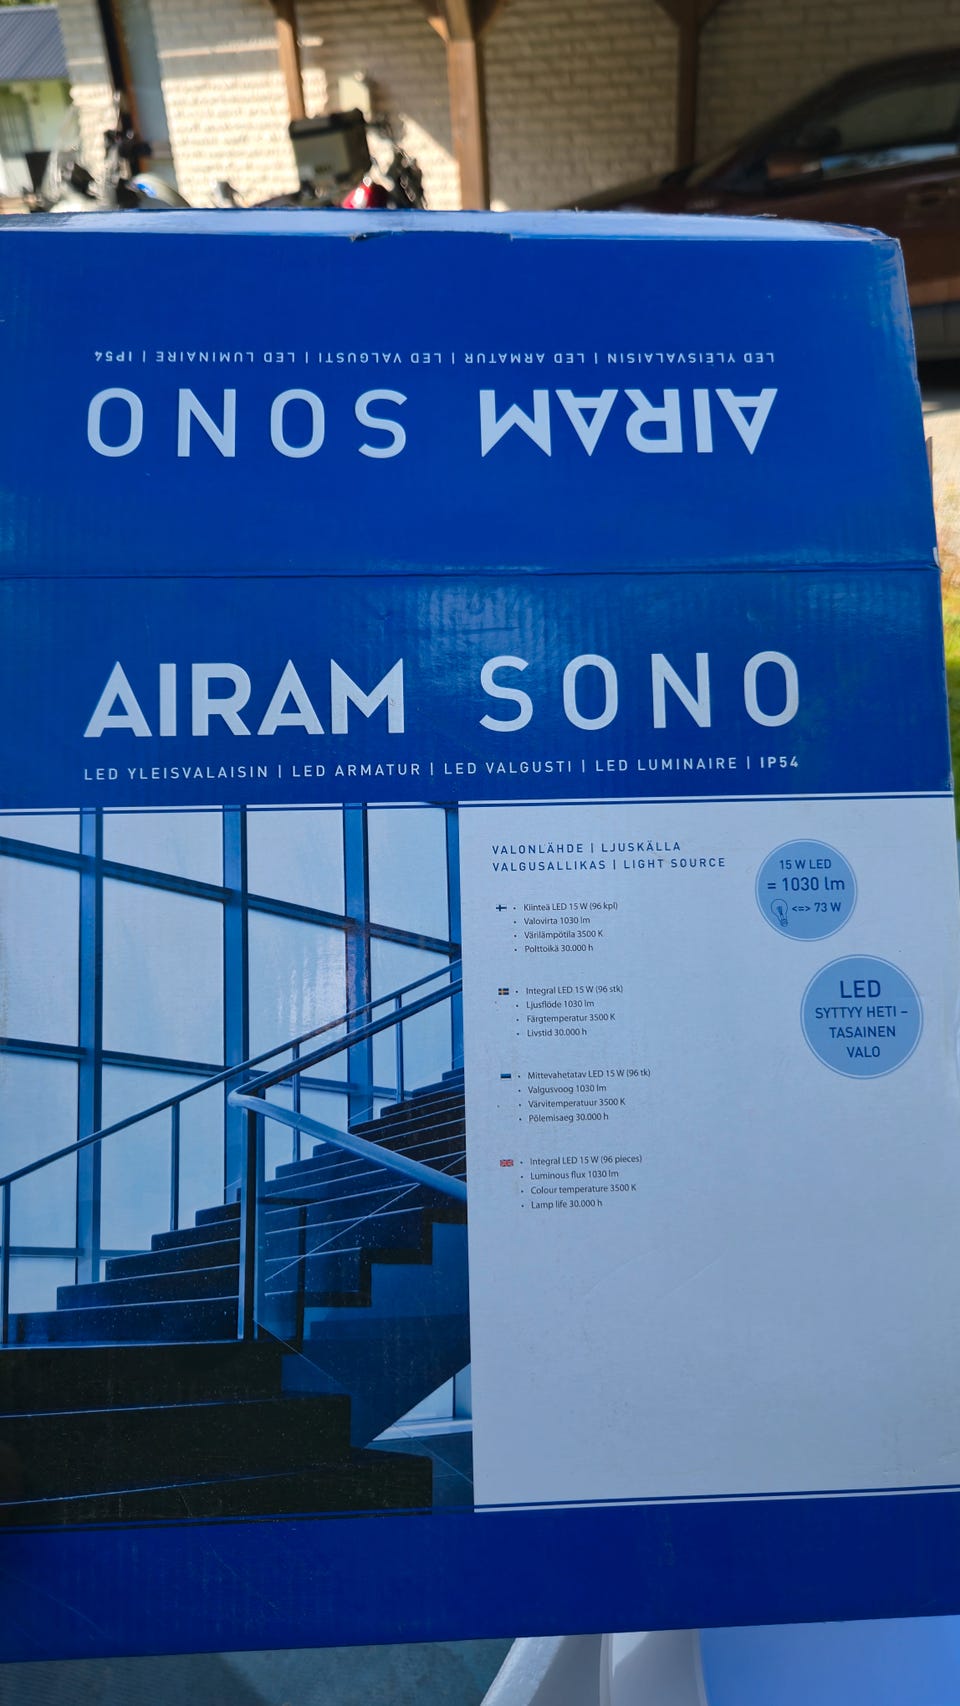 LED YLEISVALAISIN | LED ARMATUR | LED VALGUSTI | LED LUMINAIRE | IP54
AIRAM SONO
AIRAM SONO
LED YLEISVALAISIN | LED ARMATUR | LED VALGUSTI | LED LUMINAIRE | IP54
VALONLÄHDE | LJUSKÄLLA
VALGUSALLIKAS | LIGHT SOURCE
• Kiinteä LED 15 W (96 kpl)
• Valovirta 1030 lm
• Värilämpötila 3500 K
• Polttoikä 30.000 h
• Integral LED 15 W (96 stk)
• Ljusflöde 1030 lm
• Färgtemperatur 3500 K
• Livstid 30.000 h
• Mittevahetatav LED 15 W (96 tk)
• Valgusvoog 1030 lm
• Värvitemperatuur 3500 K
• Põlemisaeg 30.000 h
• Integral LED 15 W (96 pieces)
• Luminous flux 1030 lm
• Colour temperature 3500 K
• Lamp life 30.000 h
15 W LED
= 1030 lm
<=> 73 W
LED
SYTTYY HETI –
TASAINEN
VALO